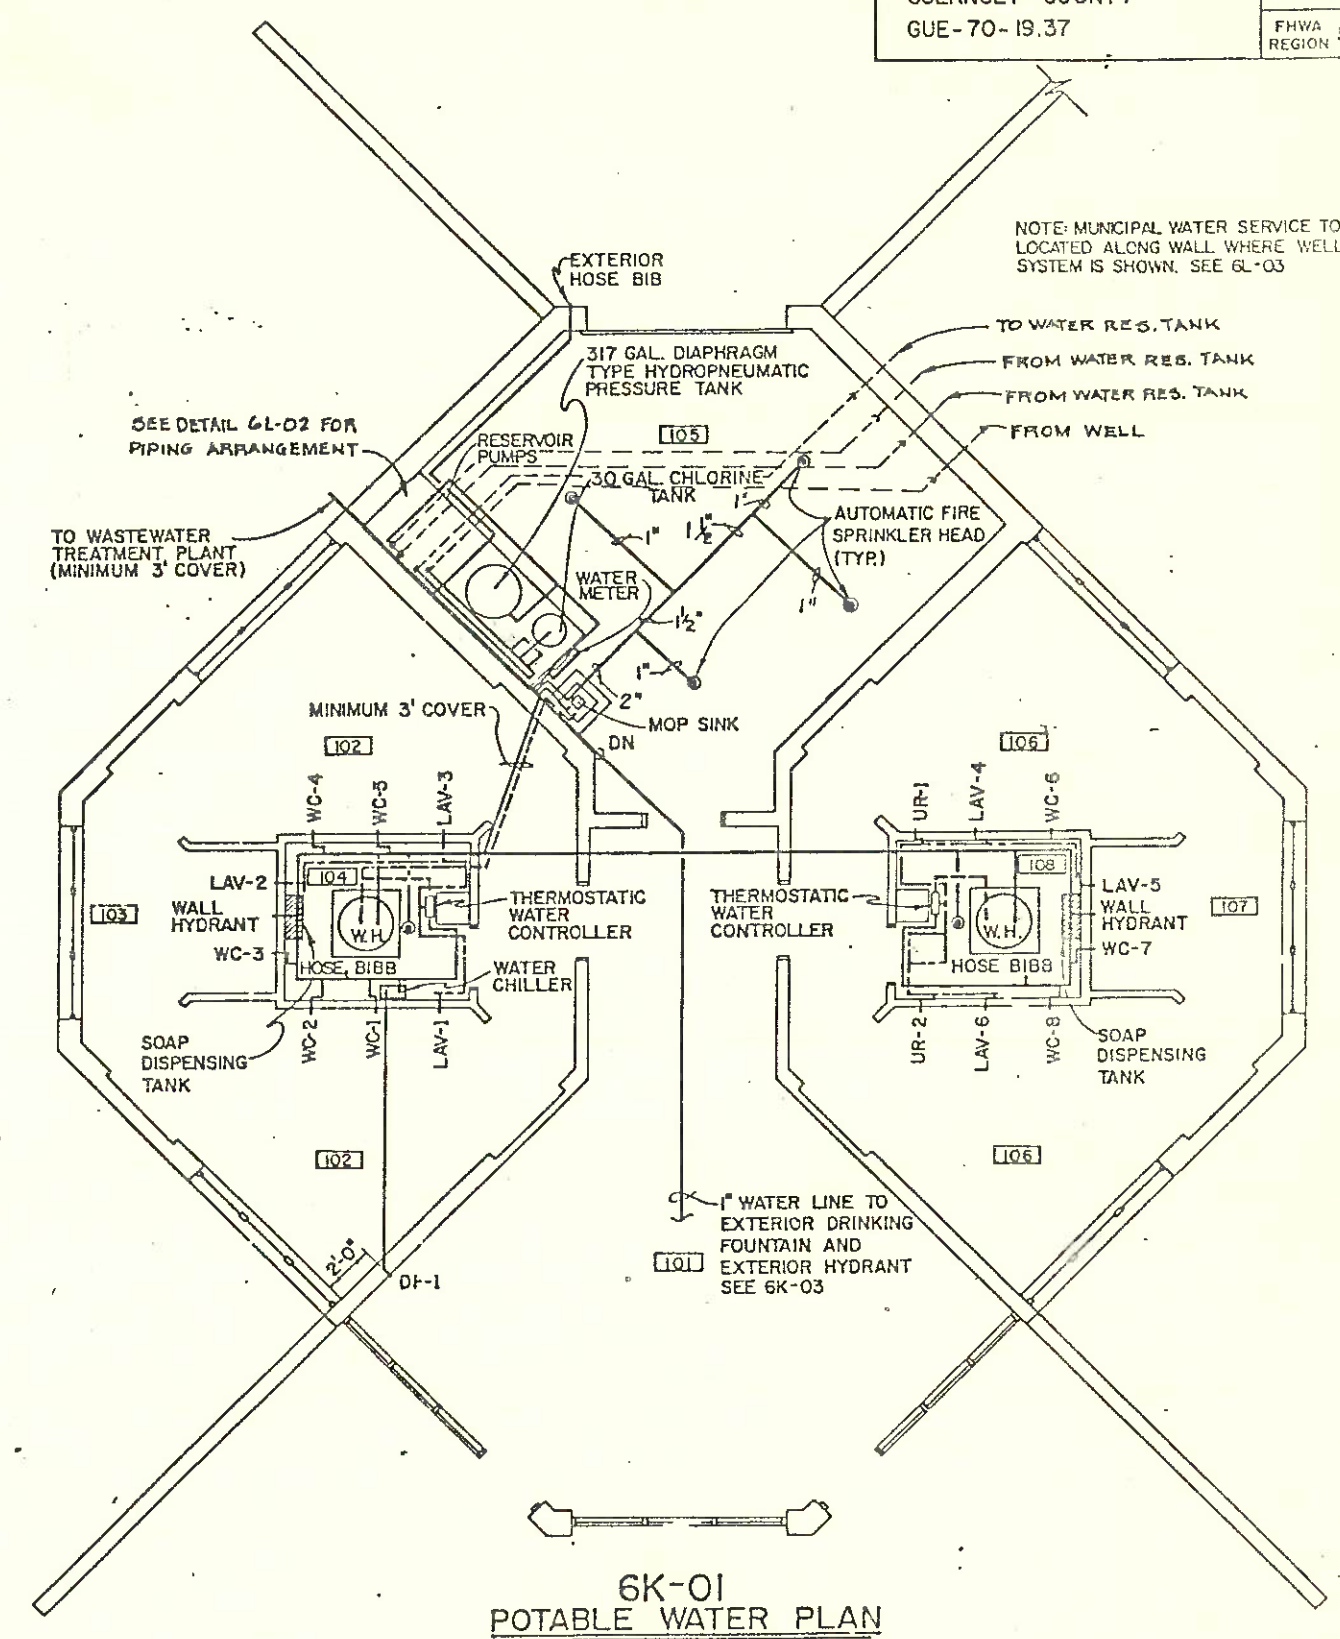 GUE-70-19.37
FHWA
REGION
NOTE: MUNICIPAL WATER SERVICE TO
LOCATED ALONG WALL WHERE WELL
SYSTEM IS SHOWN. SEE 6L-03
EXTERIOR
HOSE BIB
TO WATER RES. TANK
FROM WATER RES. TANK
FROM WATER RES. TANK
FROM WELL
317 GAL. DIAPHRAGM
TYPE HYDROPNEUMATIC
PRESSURE TANK
SEE DETAIL 6L-02 FOR
PIPING ARRANGEMENT
105
RESERVOIR
PUMPS
30 GAL. CHLORINE
TANK
TO WASTEWATER
TREATMENT PLANT
(MINIMUM 3' COVER)
1"
1"
1½"
AUTOMATIC FIRE
SPRINKLER HEAD
(TYP.)
WATER
METER
1"
1½"
1"
2"
MOP SINK
DN
MINIMUM 3' COVER
102
106
WC-4
WC-5
LAV-3
UR-1
LAV-4
WC-6
104
108
LAV-2
WALL
HYDRANT
WC-3
103
W.H.
HOSE BIBB
THERMOSTATIC
WATER
CONTROLLER
THERMOSTATIC
WATER
CONTROLLER
W.H.
HOSE BIBB
LAV-5
WALL
HYDRANT
WC-7
107
WATER
CHILLER
WC-2
WC-1
LAV-1
UR-2
LAV-6
WC-8
SOAP
DISPENSING
TANK
SOAP
DISPENSING
TANK
102
106
1" WATER LINE TO
EXTERIOR DRINKING
FOUNTAIN AND
EXTERIOR HYDRANT
SEE 6K-03
101
2'-0"
DF-1
6K-01
POTABLE WATER PLAN